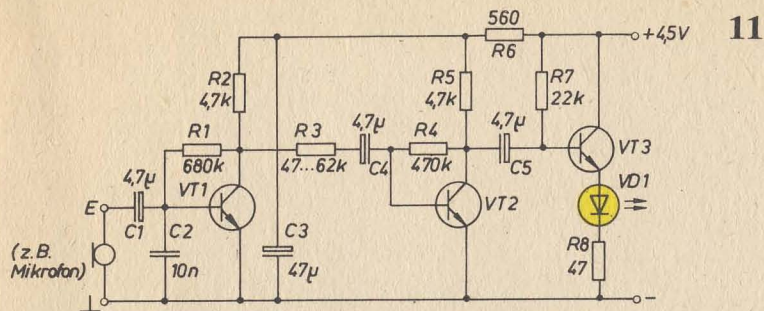 11
560
R6
+4,5V
R2
4,7k
R5
4,7k
R7
22k
R1
680k
R3
47...62k
4,7µ
C4
R4
470k
4,7µ
C5
VT3
4,7µ
C1
VT1
VT2
VD1
E
C2
10n
C3
47µ
R8
47
(z.B.
Mikrofon)
–